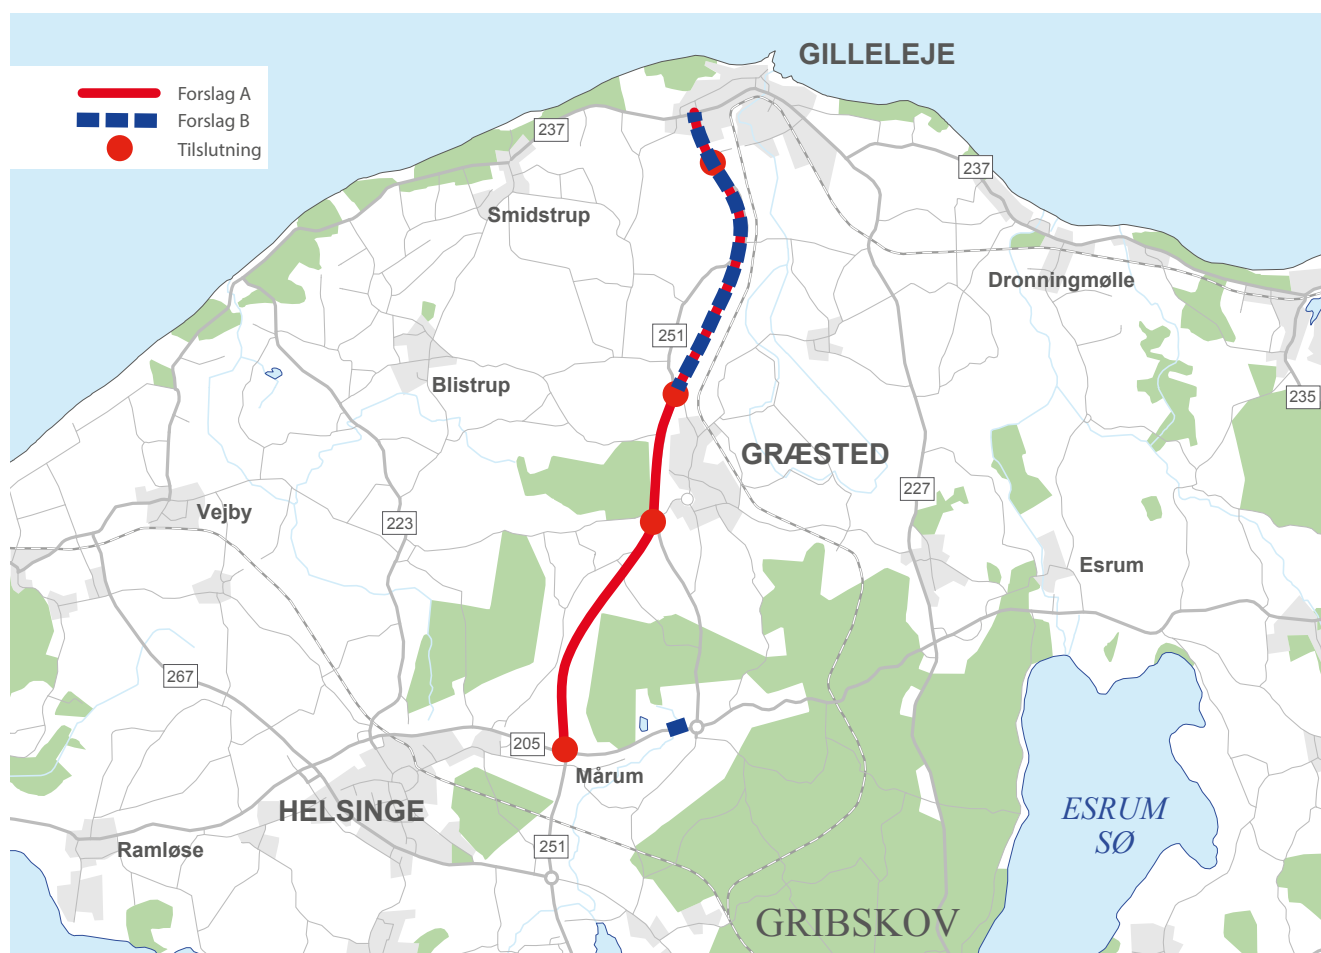 GILLELEJE
Forslag A
Forslag B
Tilslutning
237
237
Smidstrup
Dronningmølle
251
Blistrup
235
GRÆSTED
227
Vejby
223
Esrum
267
205
Mårum
HELSINGE
ESRUM
SØ
251
Ramløse
GRIBSKOV